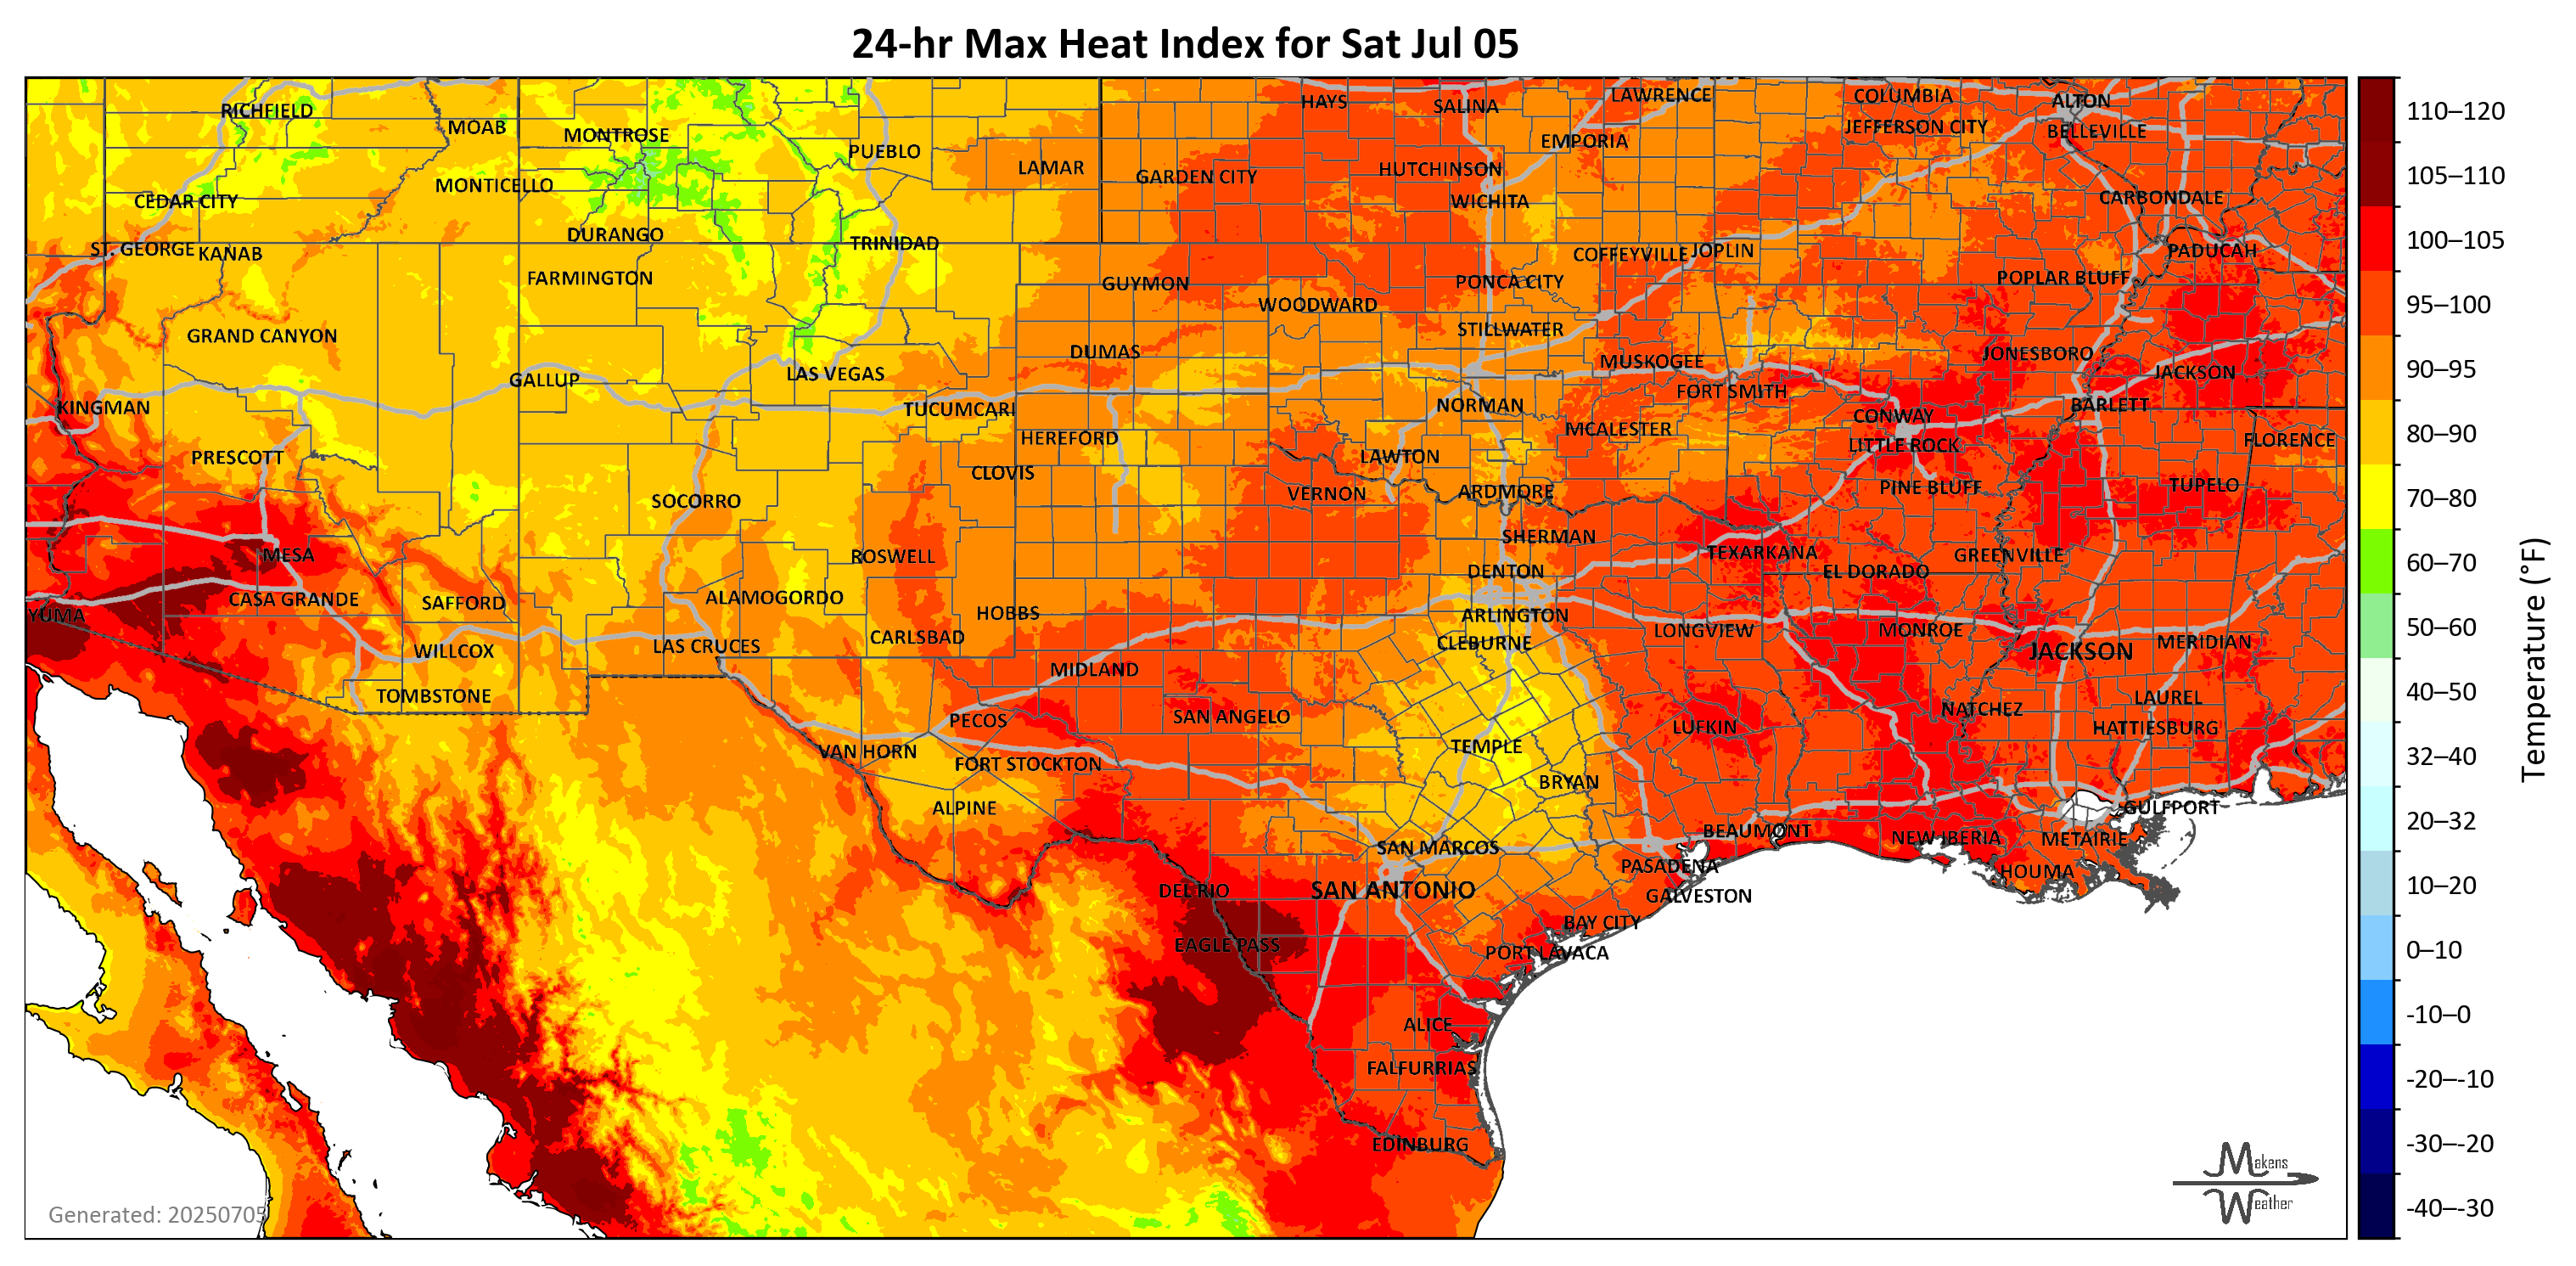 24-hr Max Heat Index for Sat Jul 05
HAYS
SALINA
LAWRENCE
COLUMBIA
ALTON
RICHFIELD
MOAB
MONTROSE
PUEBLO
EMPORIA
JEFFERSON CITY
BELLEVILLE
LAMAR
GARDEN CITY
HUTCHINSON
MONTICELLO
CEDAR CITY
WICHITA
CARBONDALE
DURANGO
TRINIDAD
ST. GEORGE
KANAB
COFFEYVILLE
JOPLIN
PADUCAH
FARMINGTON
GUYMON
PONCA CITY
POPLAR BLUFF
WOODWARD
GRAND CANYON
STILLWATER
DUMAS
MUSKOGEE
JONESBORO
GALLUP
LAS VEGAS
FORT SMITH
JACKSON
KINGMAN
TUCUMCARI
NORMAN
CONWAY
BARLETT
HEREFORD
MCALESTER
LITTLE ROCK
FLORENCE
PRESCOTT
CLOVIS
LAWTON
SOCORRO
VERNON
ARDMORE
PINE BLUFF
TUPELO
MESA
ROSWELL
SHERMAN
TEXARKANA
GREENVILLE
DENTON
EL DORADO
YUMA
CASA GRANDE
SAFFORD
ALAMOGORDO
HOBBS
ARLINGTON
WILLCOX
LAS CRUCES
CARLSBAD
CLEBURNE
LONGVIEW
MONROE
JACKSON
MERIDIAN
MIDLAND
TOMBSTONE
PECOS
SAN ANGELO
LUFKIN
NATCHEZ
LAUREL
HATTIESBURG
VAN HORN
FORT STOCKTON
TEMPLE
BRYAN
ALPINE
GULFPORT
SAN MARCOS
BEAUMONT
NEW IBERIA
METAIRIE
PASADENA
HOUMA
DEL RIO
SAN ANTONIO
GALVESTON
EAGLE PASS
BAY CITY
PORT LAVACA
ALICE
FALFURRIAS
EDINBURG
110–120
105–110
100–105
95–100
90–95
80–90
70–80
60–70
50–60
40–50
32–40
20–32
10–20
0–10
-10–0
-20–-10
-30–-20
-40–-30
Temperature (°F)
Generated: 20250705
Makens
Weather